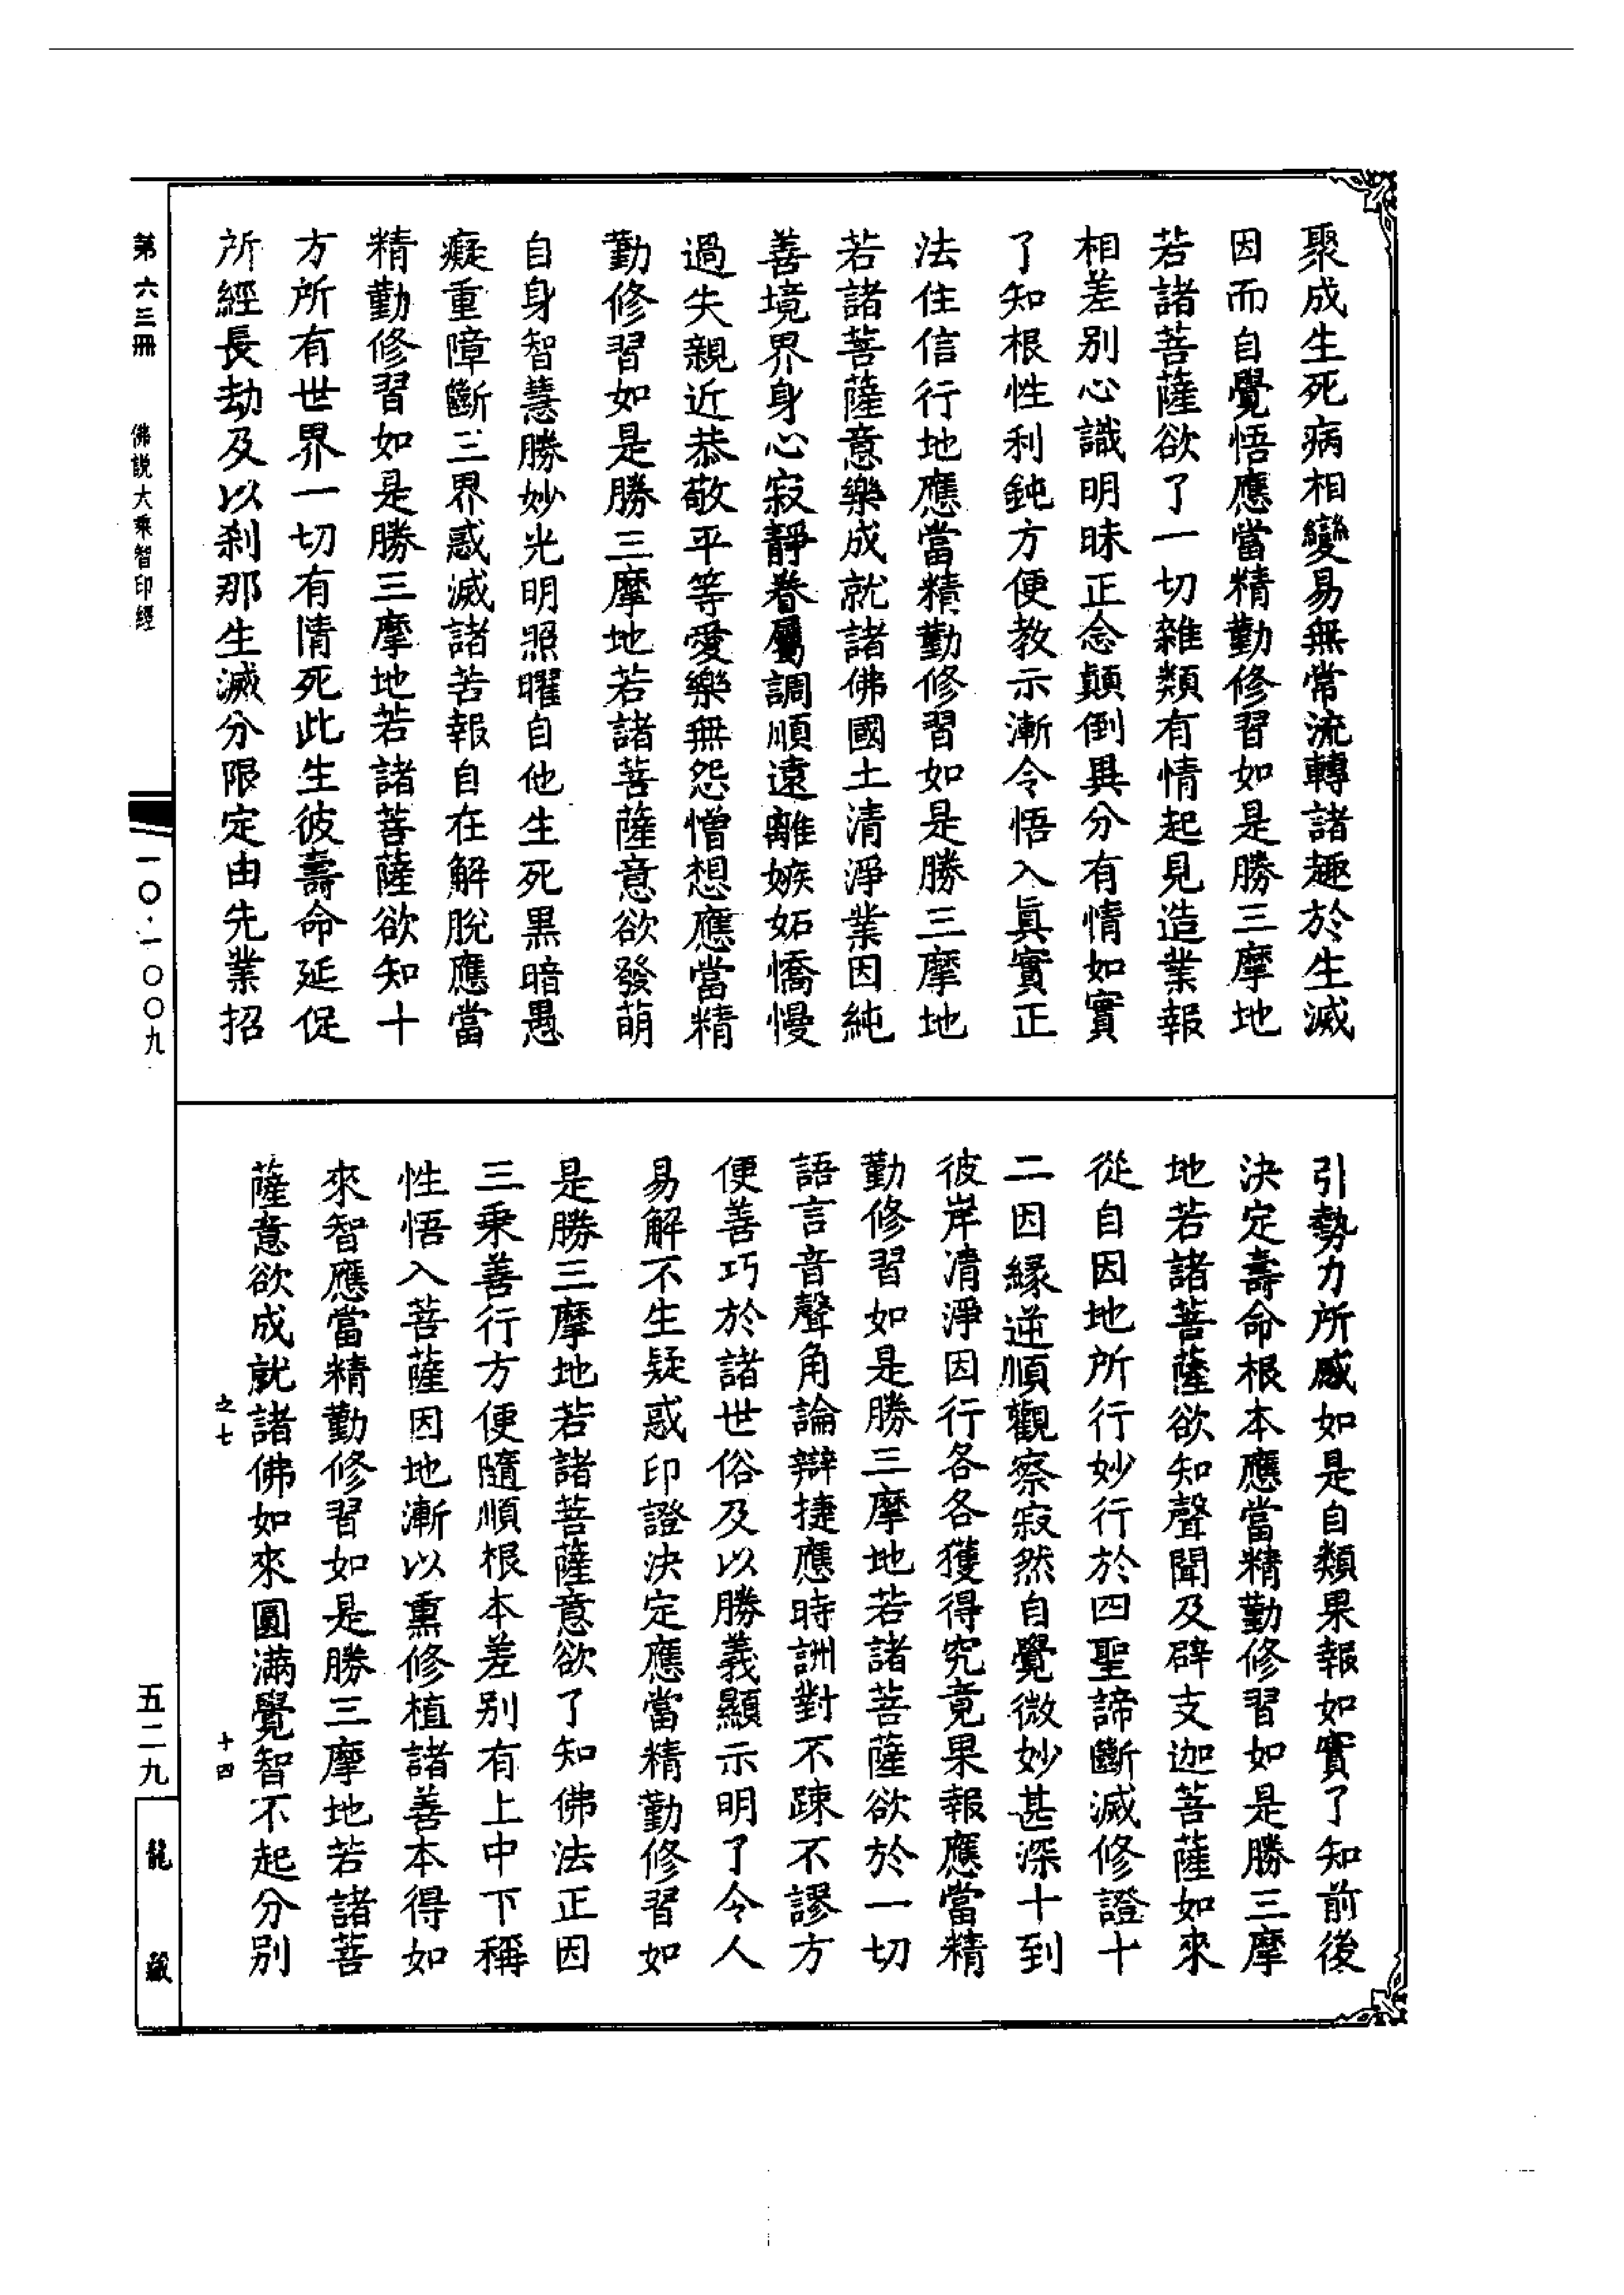 聚成生死病相變易無常流轉諸趣於生滅
因而自覺悟應當精勤修習如是勝三摩地
若諸菩薩欲了一切雜類有情起見造業報
相差別心識明昧正念顛倒異分有情如實
了知根性利鈍方便教示漸令悟入眞實正
法住信行地應當精勤修習如是勝三摩地
若諸菩薩意樂成就諸佛國土清淨業因純
善境界身心寂靜眷屬調順遠離嫉妬憍慢
過失親近恭敬平等愛樂無怨憎想應當精
勤修習如是勝三摩地若諸菩薩意欲發萌
自身智慧勝妙光明照曜自他生死黑暗愚
癡重障斷三界惑滅諸苦報自在解脫應當
精勤修習如是勝三摩地若諸菩薩欲知十
方所有世界一切有情死此生彼壽命延促
所經長劫及以刹那生滅分限定由先業招
引勢力所感如是自類果報如實了知前後
決定壽命根本應當精勤修習如是勝三摩
地若諸菩薩欲知聲聞及辟支迦菩薩如來
從自因地所行妙行於四聖諦斷滅修證十
二因緣逆順觀察寂然自覺微妙甚深十到
彼岸清淨因行各各獲得究竟果報應當精
勤修習如是勝三摩地若諸菩薩欲於一切
語言音聲角論辯捷應時詶對不踈不謬方
便善巧於諸世俗及以勝義顯示明了令人
易解不生疑惑印證決定應當精勤修習如
是勝三摩地若諸菩薩意欲了知佛法正因
三乘善行方便隨順根本差別有上中下稱
性悟入菩薩因地漸以熏修植諸善本得如
來智應當精勤修習如是勝三摩地若諸菩
薩意欲成就諸佛如來圓滿覺智不起分別
之七　十四
第六三冊　佛説大乘智印經
一〇·一〇〇九
五二九
龍藏